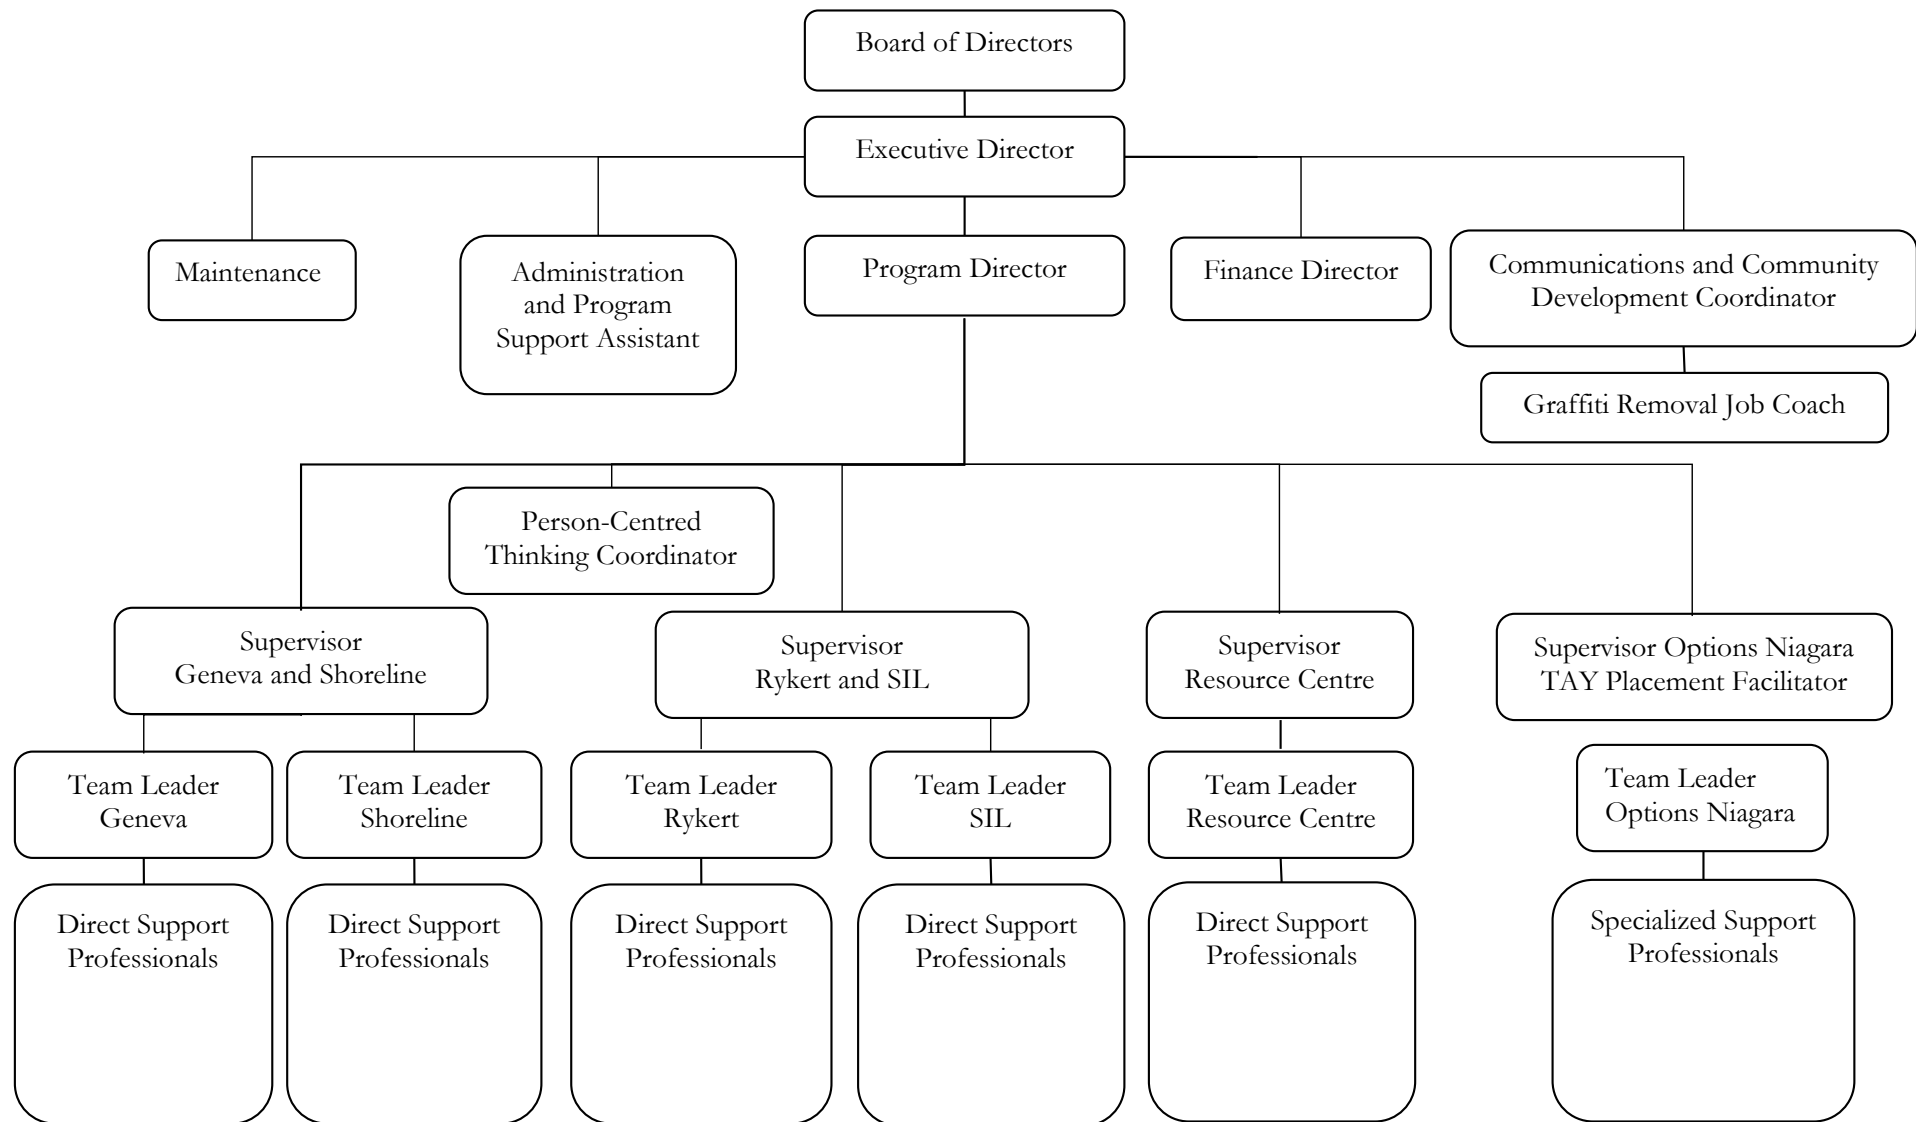 Board of Directors
Executive Director
Maintenance
Administration
and Program
Support Assistant
Program Director
Finance Director
Communications and Community
Development Coordinator
Graffiti Removal Job Coach
Person-Centred
Thinking Coordinator
Supervisor
Geneva and Shoreline
Supervisor
Rykert and SIL
Supervisor
Resource Centre
Supervisor Options Niagara
TAY Placement Facilitator
Team Leader
Geneva
Team Leader
Shoreline
Team Leader
Rykert
Team Leader
SIL
Team Leader
Resource Centre
Team Leader
Options Niagara
Direct Support
Professionals
Direct Support
Professionals
Direct Support
Professionals
Direct Support
Professionals
Direct Support
Professionals
Specialized Support
Professionals